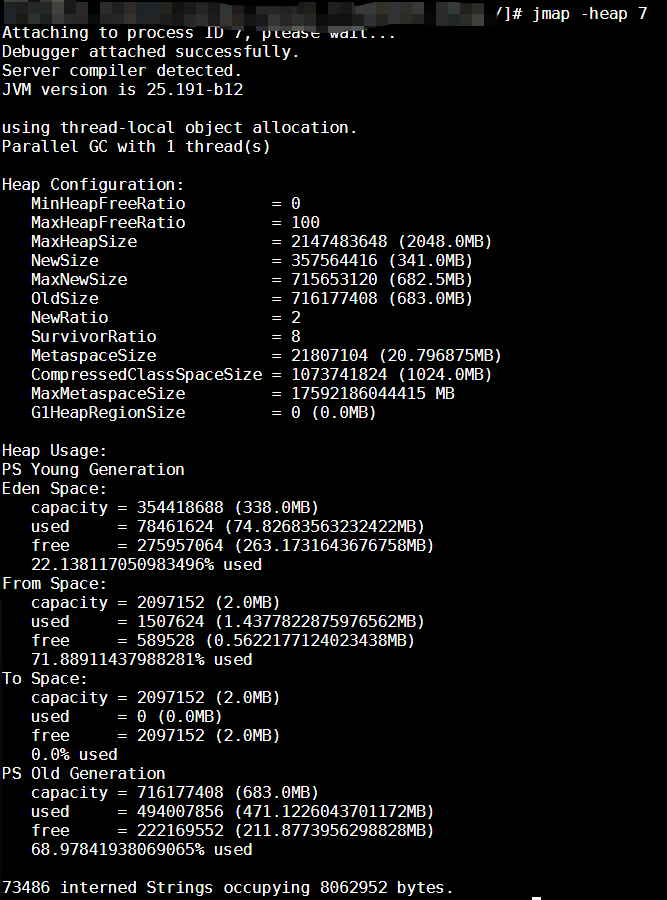 /]# jmap -heap 7
Attaching to process ID 7, please wait...
Debugger attached successfully.
Server compiler detected.
JVM version is 25.191-b12
using thread-local object allocation.
Parallel GC with 1 thread(s)
Heap Configuration:
MinHeapFreeRatio         = 0
MaxHeapFreeRatio         = 100
MaxHeapSize              = 2147483648 (2048.0MB)
NewSize                  = 357564416 (341.0MB)
MaxNewSize               = 715653120 (682.5MB)
OldSize                  = 716177408 (683.0MB)
NewRatio                 = 2
SurvivorRatio            = 8
MetaspaceSize            = 21807104 (20.796875MB)
CompressedClassSpaceSize = 1073741824 (1024.0MB)
MaxMetaspaceSize         = 17592186044415 MB
G1HeapRegionSize         = 0 (0.0MB)
Heap Usage:
PS Young Generation
Eden Space:
capacity = 354418688 (338.0MB)
used     = 78461624 (74.82683563232422MB)
free     = 275957064 (263.1731643676758MB)
22.138117050983496% used
From Space:
capacity = 2097152 (2.0MB)
used     = 1507624 (1.4377822875976562MB)
free     = 589528 (0.5622177124023438MB)
71.88911437988281% used
To Space:
capacity = 2097152 (2.0MB)
used     = 0 (0.0MB)
free     = 2097152 (2.0MB)
0.0% used
PS Old Generation
capacity = 716177408 (683.0MB)
used     = 494007856 (471.1226043701172MB)
free     = 222169552 (211.8773956298828MB)
68.97841938069065% used
73486 interned Strings occupying 8062952 bytes.